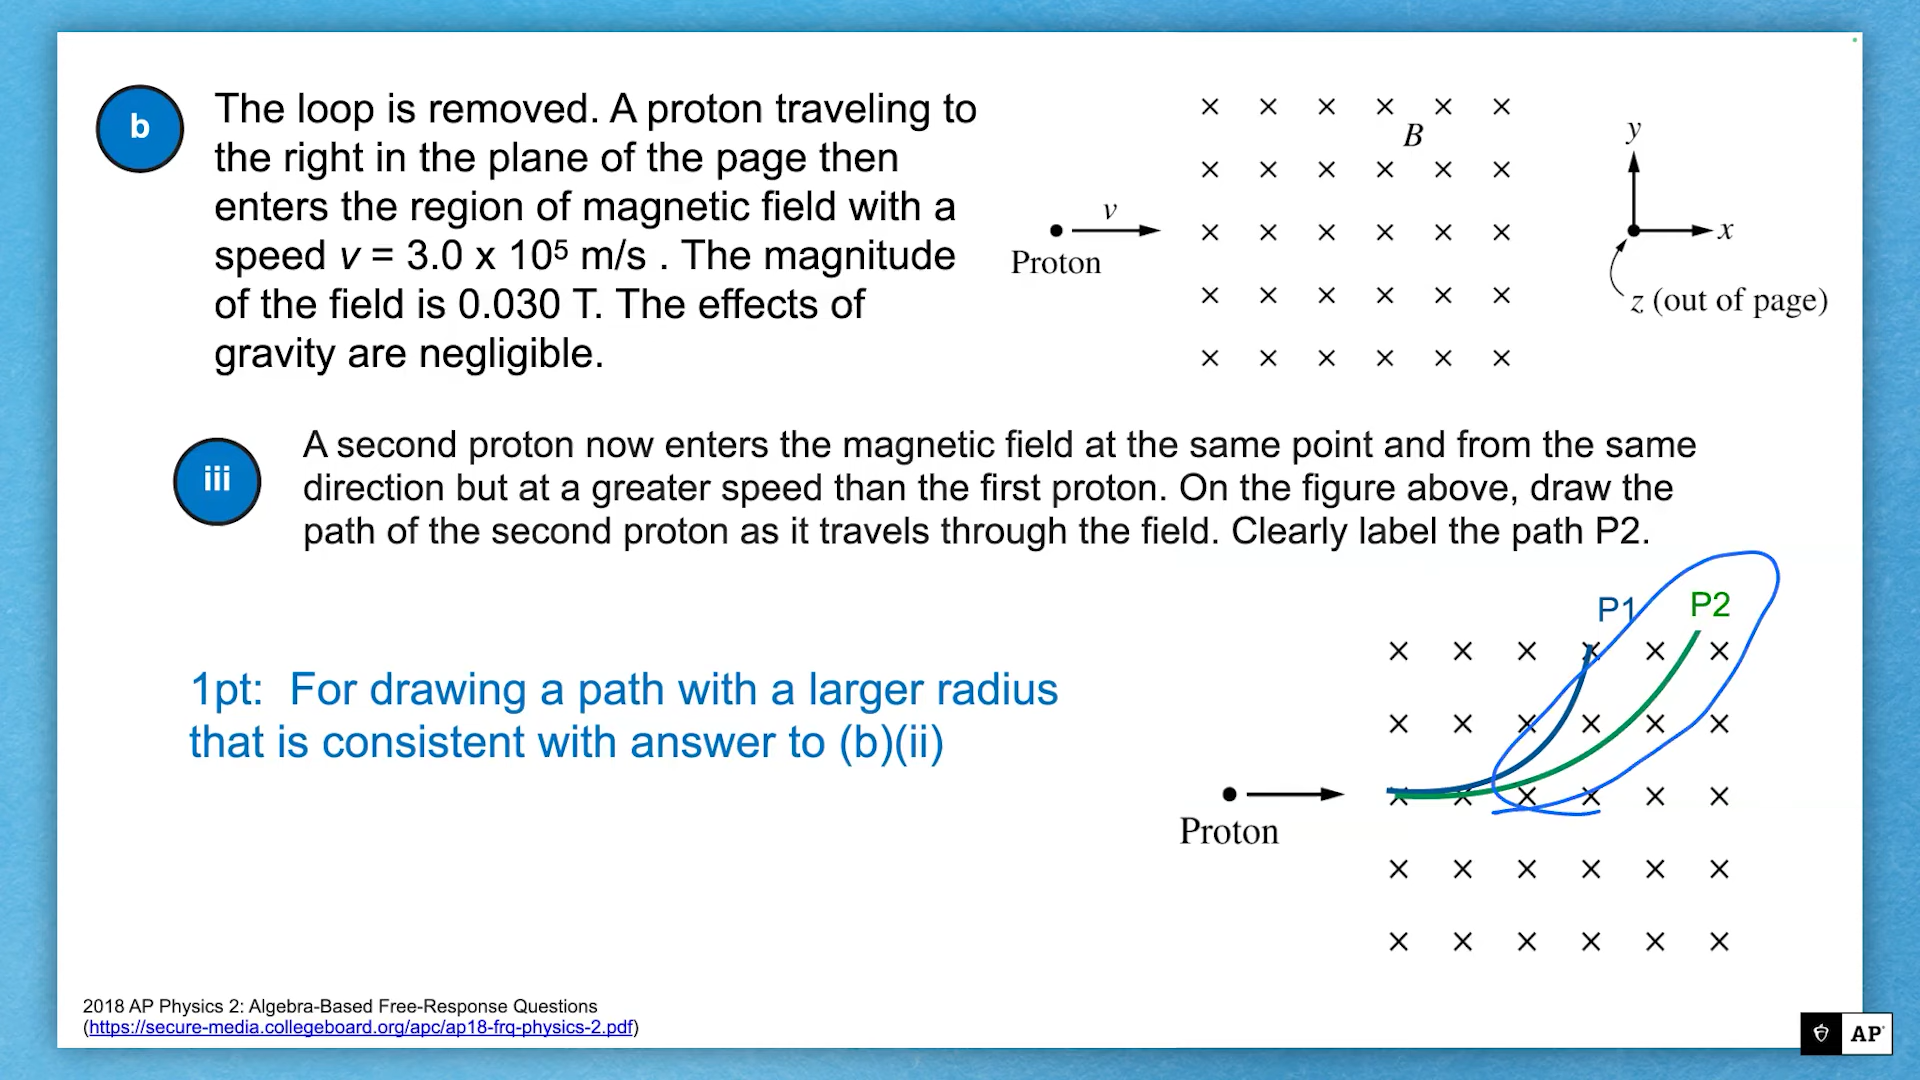 b
The loop is removed. A proton traveling to
the right in the plane of the page then
enters the region of magnetic field with a
speed v = 3.0 x 10⁵ m/s . The magnitude
of the field is 0.030 T. The effects of
gravity are negligible.
× × × × × ×
B
× × × × × ×
v
× × × × × ×
Proton
× × × × × ×
× × × × × ×
y
x
z (out of page)
iii
A second proton now enters the magnetic field at the same point and from the same
direction but at a greater speed than the first proton. On the figure above, draw the
path of the second proton as it travels through the field. Clearly label the path P2.
1pt: For drawing a path with a larger radius
that is consistent with answer to (b)(ii)
P1 P2
× × × × × ×
× × × × × ×
× × × × × ×
Proton
× × × × × ×
× × × × × ×
2018 AP Physics 2: Algebra-Based Free-Response Questions
(https://secure-media.collegeboard.org/apc/ap18-frq-physics-2.pdf)
AP